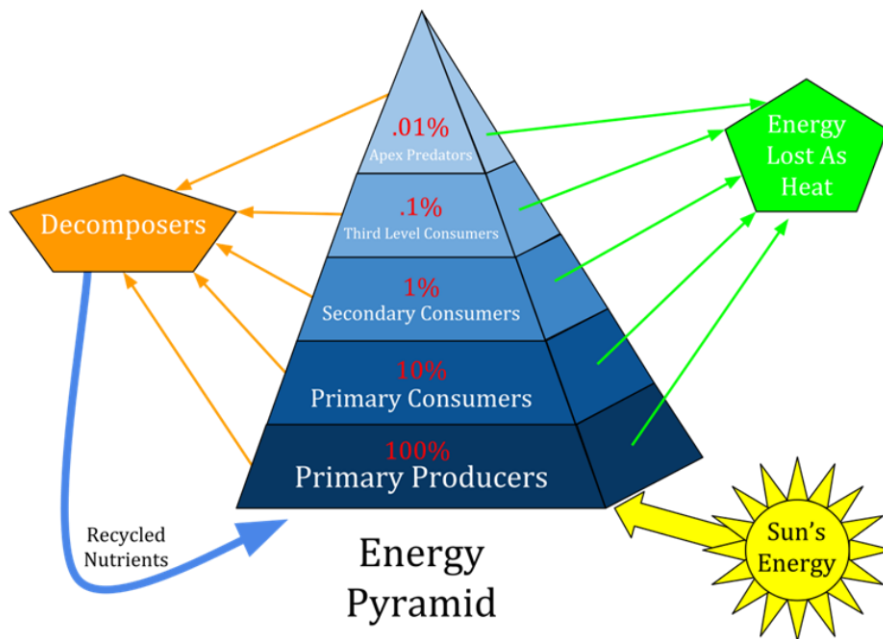 .01%
Apex Predators
.1%
Third Level Consumers
1%
Secondary Consumers
10%
Primary Consumers
100%
Primary Producers
Decomposers
Energy
Lost As
Heat
Recycled
Nutrients
Sun's
Energy
Energy
Pyramid